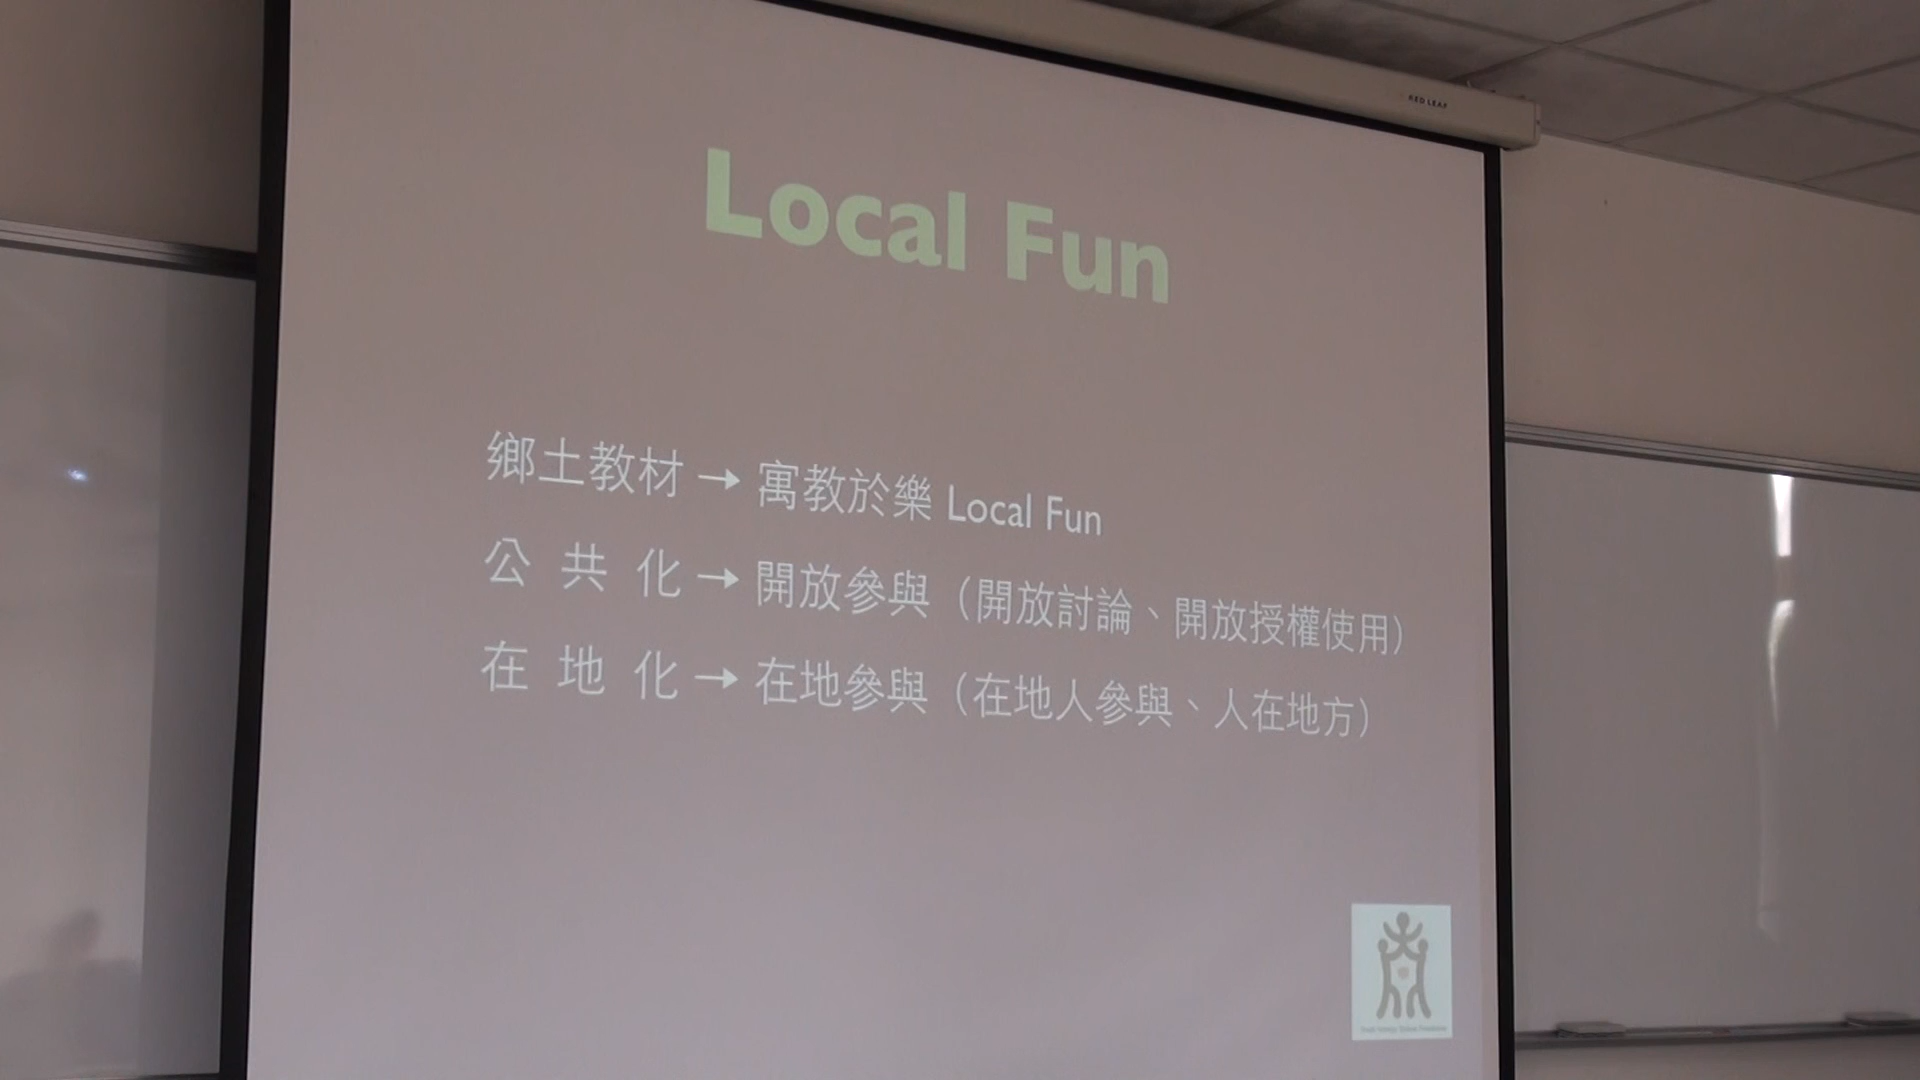 RED LEAF
Local Fun
鄉土教材 → 寓教於樂 Local Fun
公 共 化 → 開放參與（開放討論、開放授權使用）
在 地 化 → 在地參與（在地人參與、人在地方）